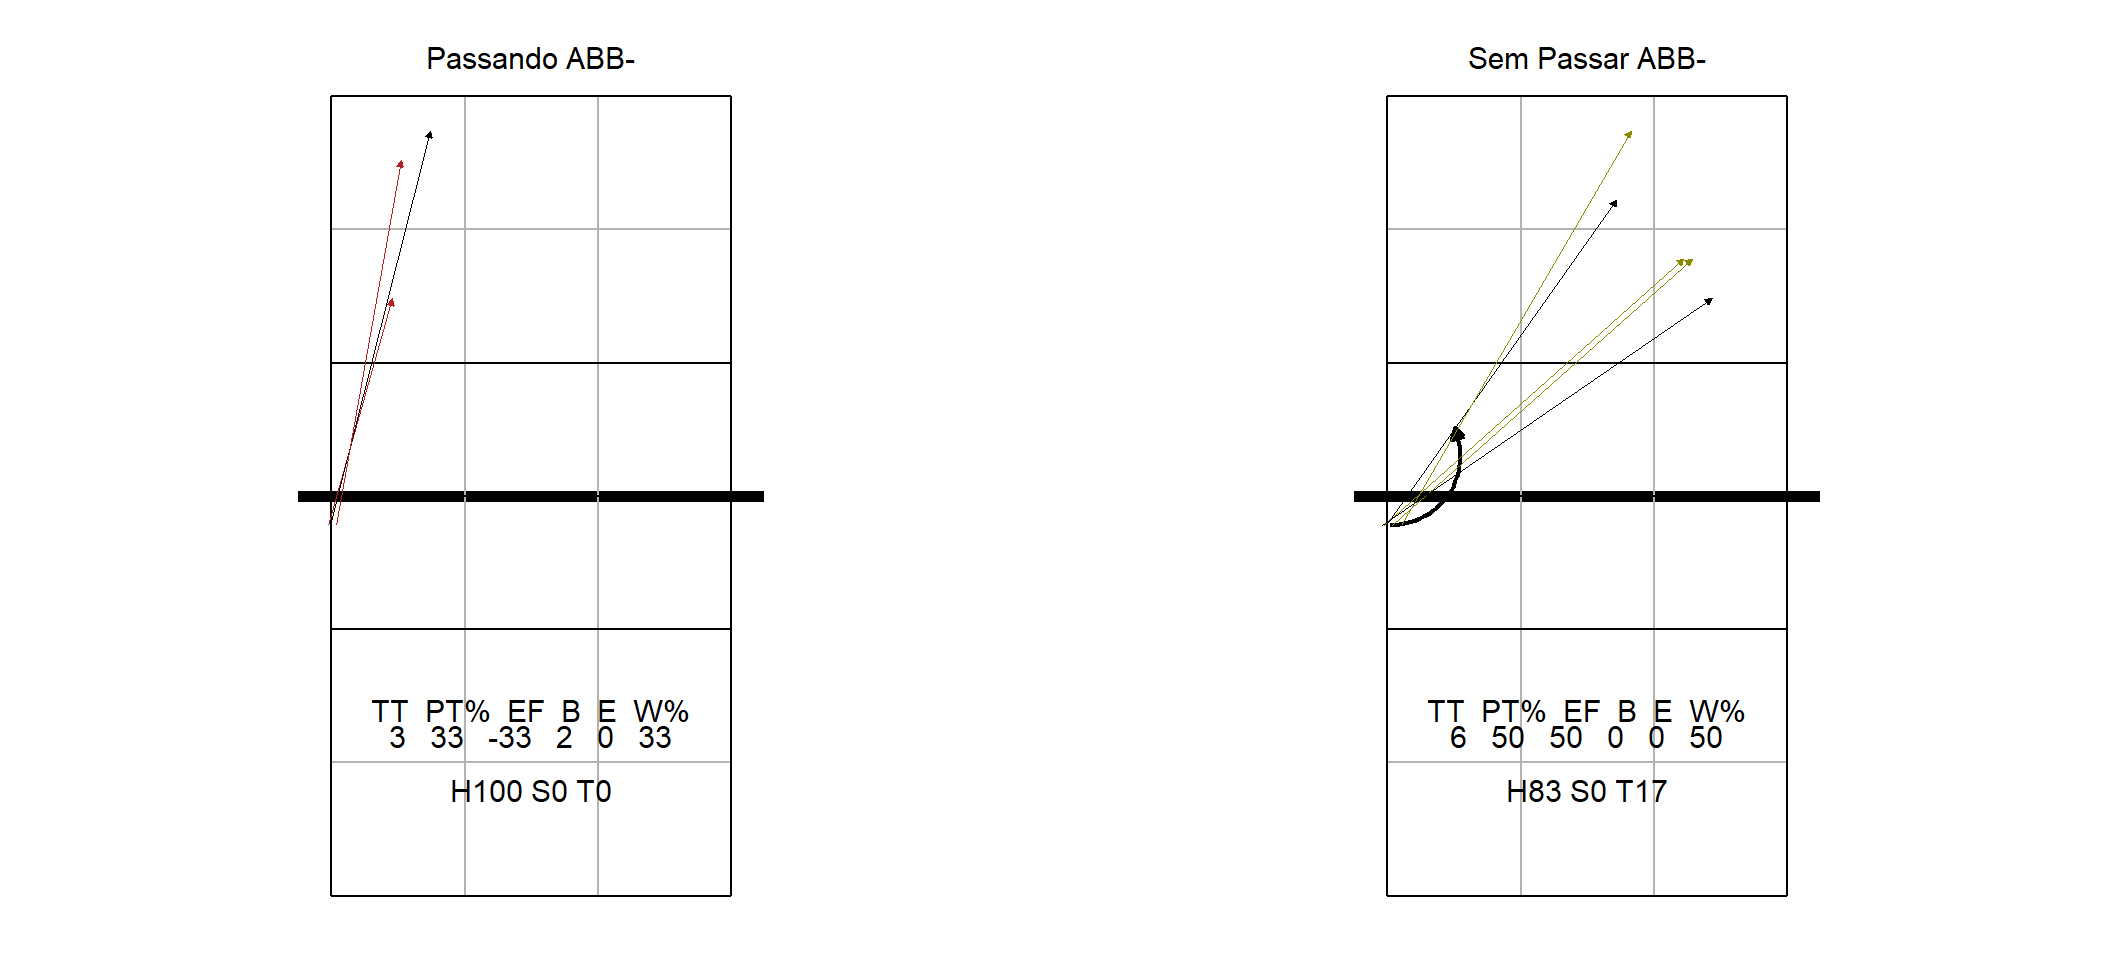 Passando ABB-
TT PT% EF B E W%
3 33 -33 2 0 33
H100 S0 T0
Sem Passar ABB-
TT PT% EF B E W%
6 50 50 0 0 50
H83 S0 T17